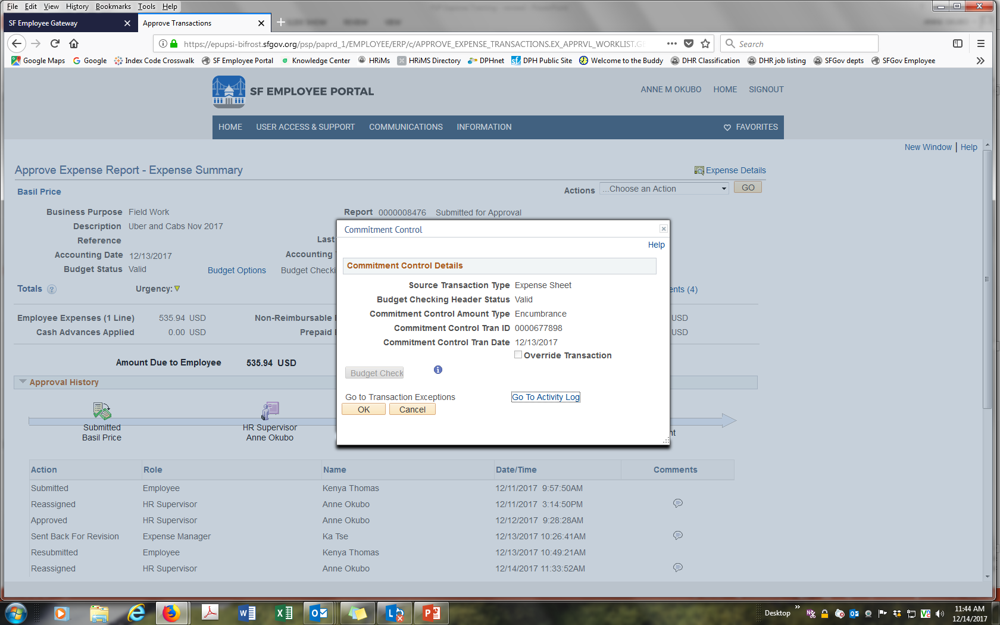 File Edit View History Bookmarks Tools Help
SF Employee Gateway
Approve Transactions
https://epupsi-bifrost.sfgov.org/psp/paprd_1/EMPLOYEE/ERP/c/APPROVE_EXPENSE_TRANSACTIONS.EX_APPRVL_WORKLIST.GE
Search
Google Maps Google Index Code Crosswalk SF Employee Portal Knowledge Center HRiMs HRiMS Directory DPHnet DPH Public Site Welcome to the Buddy DHR Classification DHR job listing SFGov depts SFGov Employee
SF EMPLOYEE PORTAL
ANNE M OKUBO HOME SIGNOUT
HOME USER ACCESS & SUPPORT COMMUNICATIONS INFORMATION FAVORITES
New Window | Help
Approve Expense Report - Expense Summary
Expense Details
Basil Price
Actions ...Choose an Action GO
Business Purpose Field Work
Report 0000008476 Submitted for Approval
Description Uber and Cabs Nov 2017
Reference
Last
Accounting Date 12/13/2017
Accounting
Budget Status Valid
Budget Options
Budget Checki
Totals ?
Urgency:
ents (4)
Employee Expenses (1 Line) 535.94 USD
Non-Reimbursable
USD
Cash Advances Applied 0.00 USD
Prepaid
USD
Amount Due to Employee 535.94 USD
Approval History
Submitted
Basil Price
HR Supervisor
Anne Okubo
nt
Commitment Control
Help
Commitment Control Details
Source Transaction Type Expense Sheet
Budget Checking Header Status Valid
Commitment Control Amount Type Encumbrance
Commitment Control Tran ID 0000677898
Commitment Control Tran Date 12/13/2017
Override Transaction
Budget Check
Go to Transaction Exceptions
Go To Activity Log
OK Cancel
Action Role Name Date/Time Comments
Submitted Employee Kenya Thomas 12/11/2017 9:57:50AM
Reassigned HR Supervisor Anne Okubo 12/11/2017 3:14:50PM
Approved HR Supervisor Anne Okubo 12/12/2017 9:28:28AM
Sent Back For Revision Expense Manager Ka Tse 12/13/2017 10:26:41AM
Resubmitted Employee Kenya Thomas 12/13/2017 10:49:21AM
Reassigned HR Supervisor Anne Okubo 12/14/2017 11:33:52AM
Desktop
11:44 AM
12/14/2017